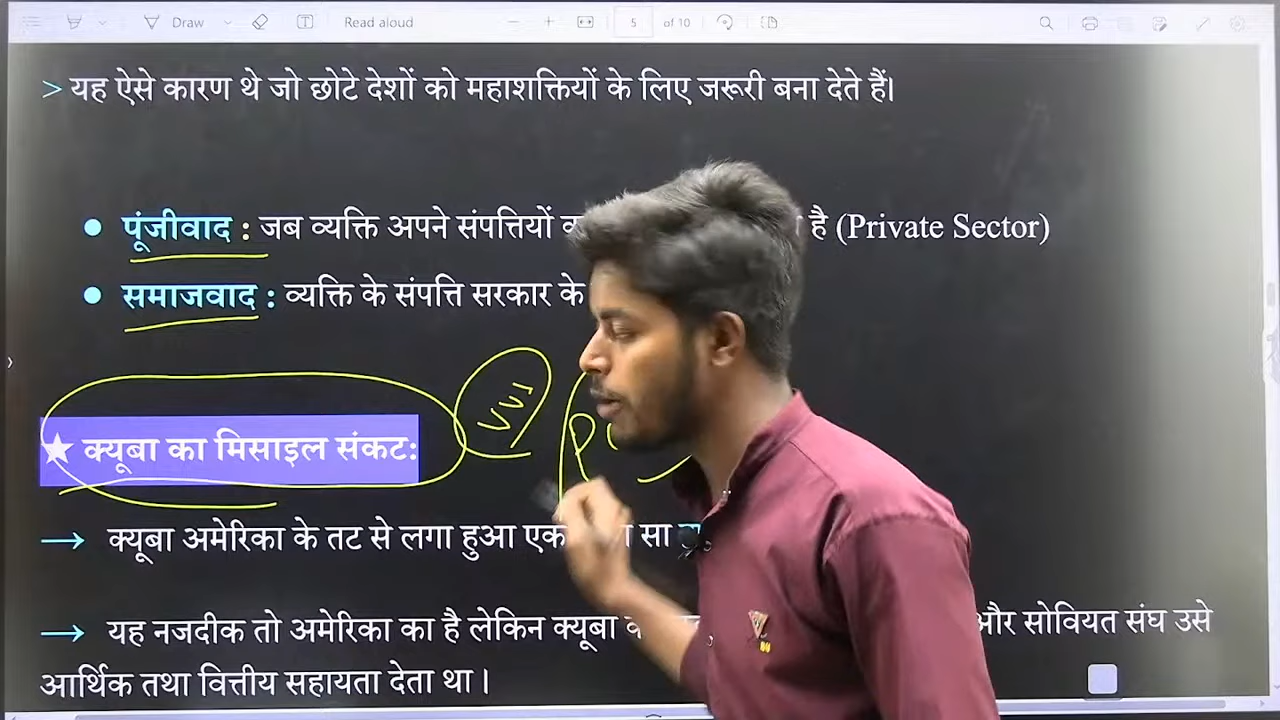 Draw
Read aloud
5 of 10
> यह ऐसे कारण थे जो छोटे देशों को महाशक्तियों के लिए जरूरी बना देते हैं।
• पूंजीवाद : जब व्यक्ति अपने संपत्तियों है (Private Sector)
• समाजवाद : व्यक्ति के संपत्ति सरकार के
VVI
★ क्यूबा का मिसाइल संकट:
→ क्यूबा अमेरिका के तट से लगा हुआ एक सा
→ यह नजदीक तो अमेरिका का है लेकिन क्यूबा और सोवियत संघ उसे
आर्थिक तथा वित्तीय सहायता देता था।